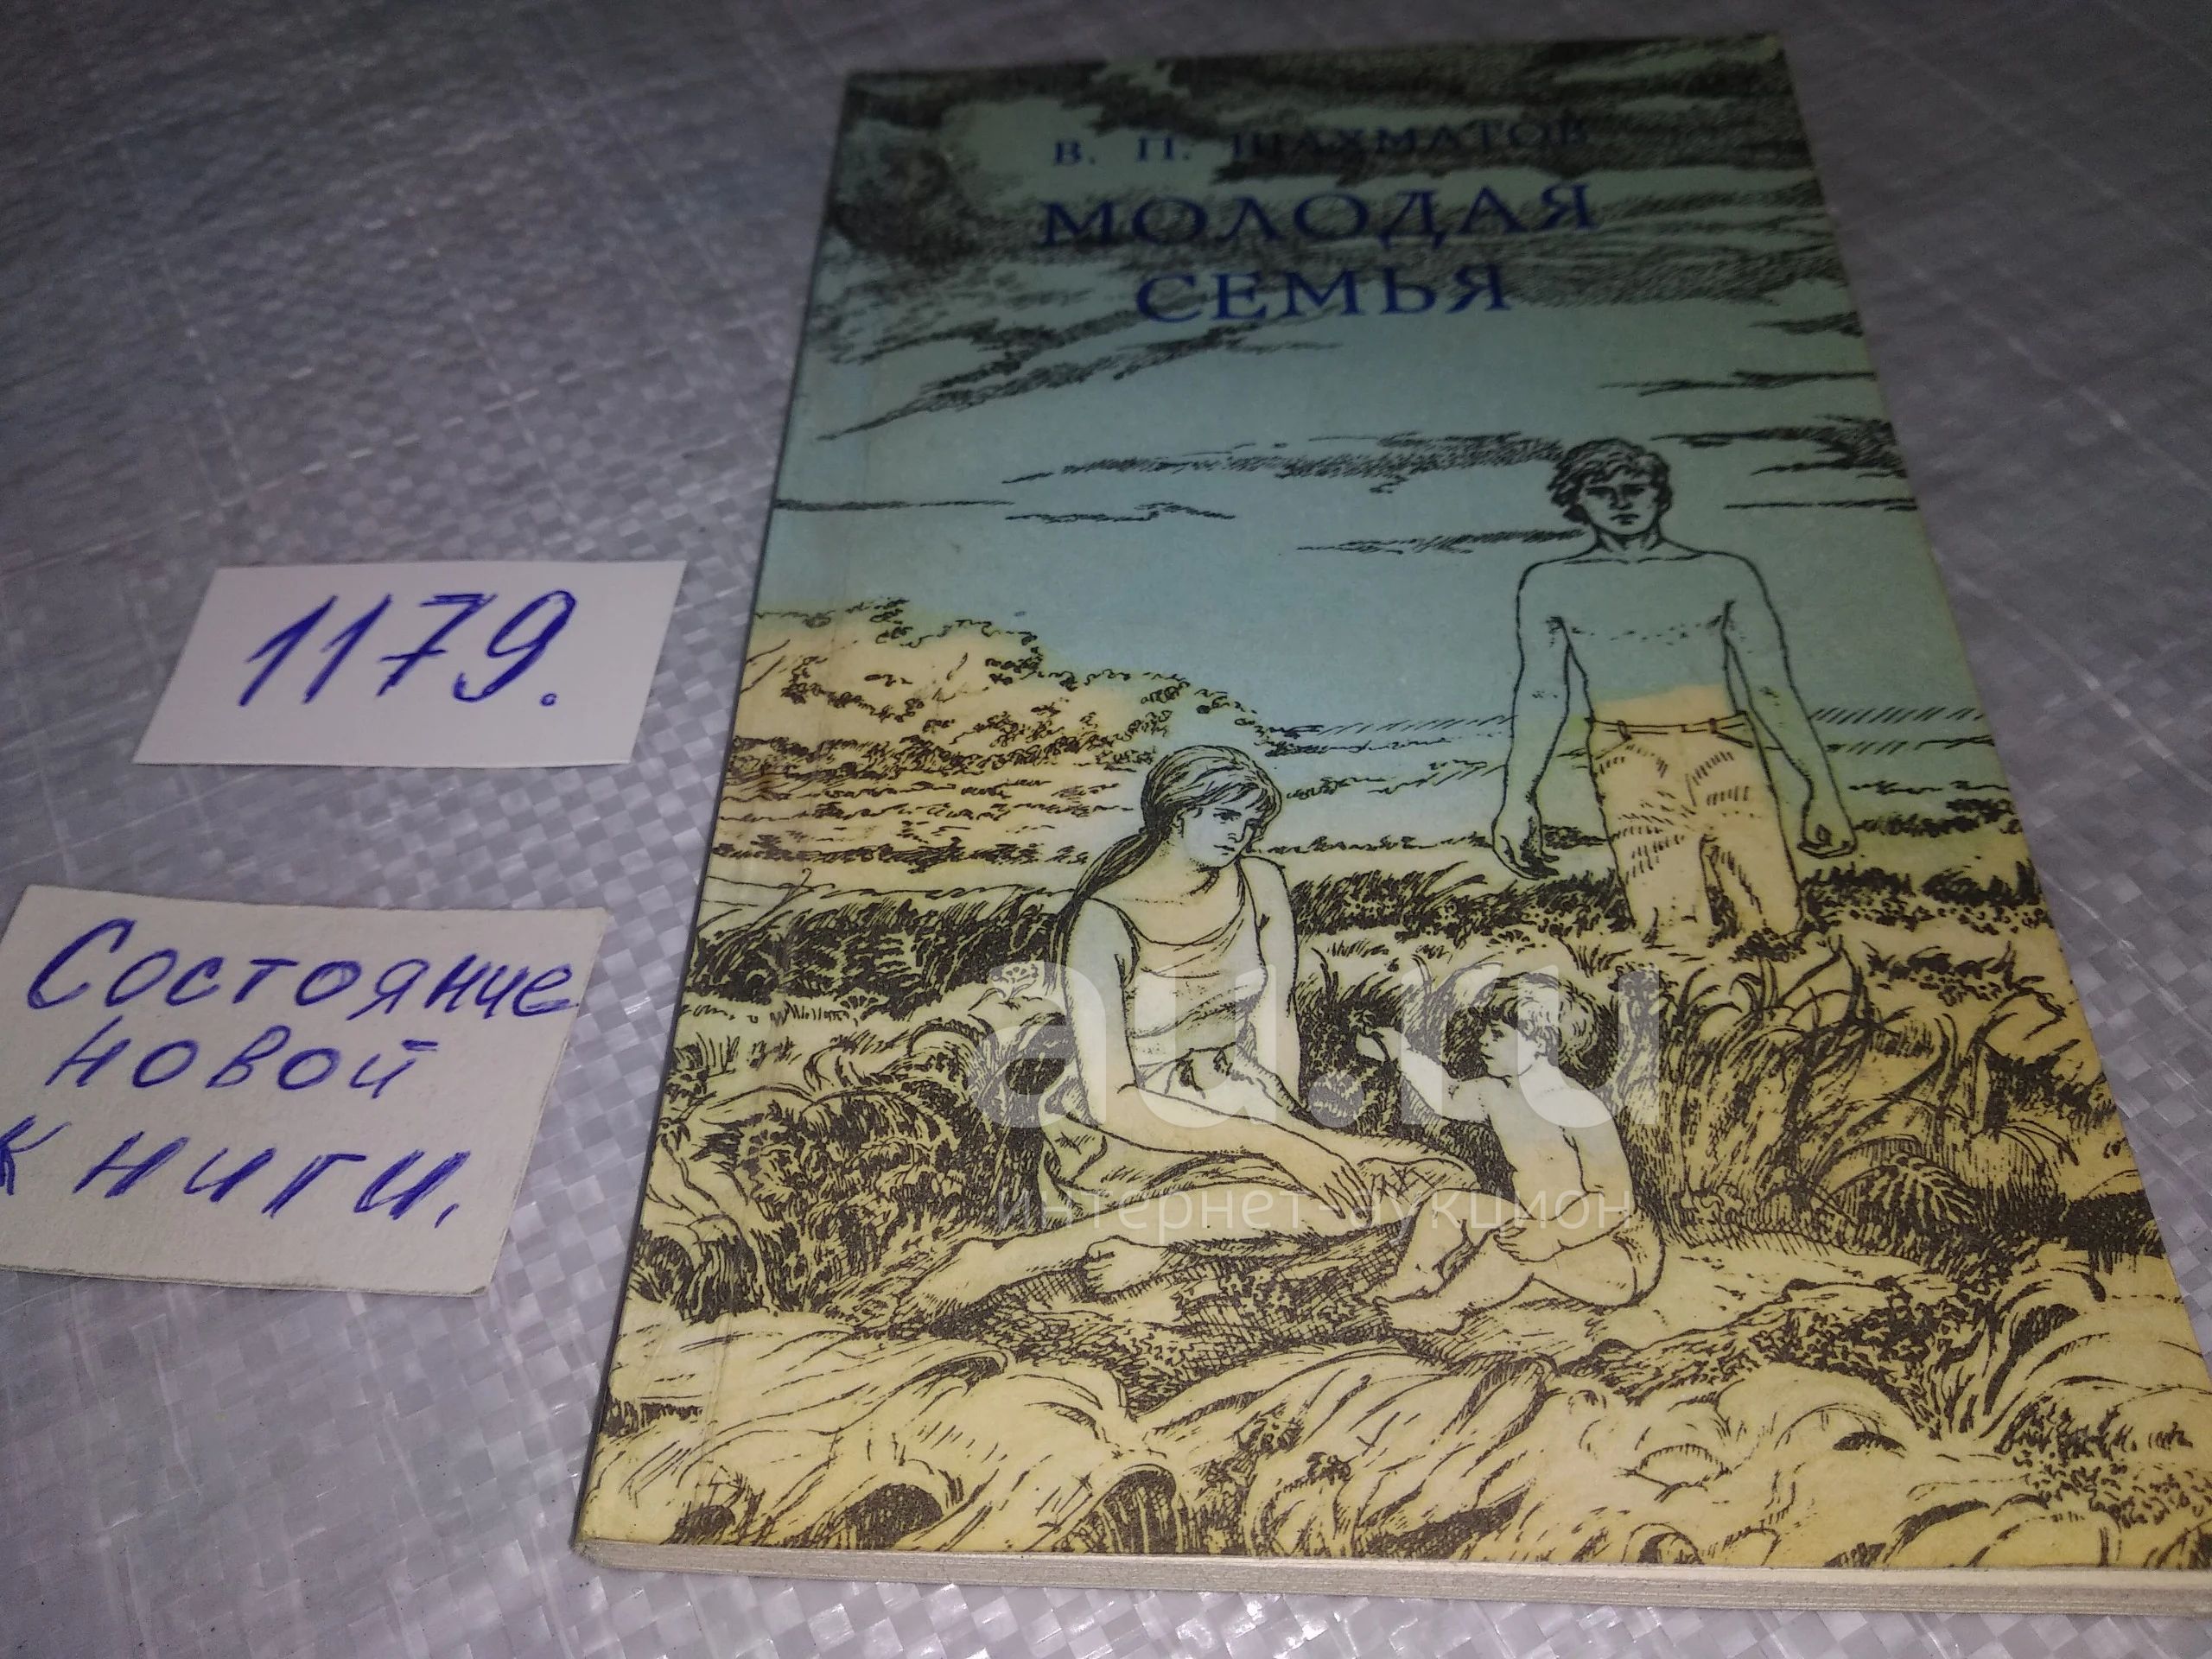 В. П. ШАХМАТОВ
МОЛОДАЯ
СЕМЬЯ
1179.
Состояние
новой
книги.
au.ru
интернет-аукцион